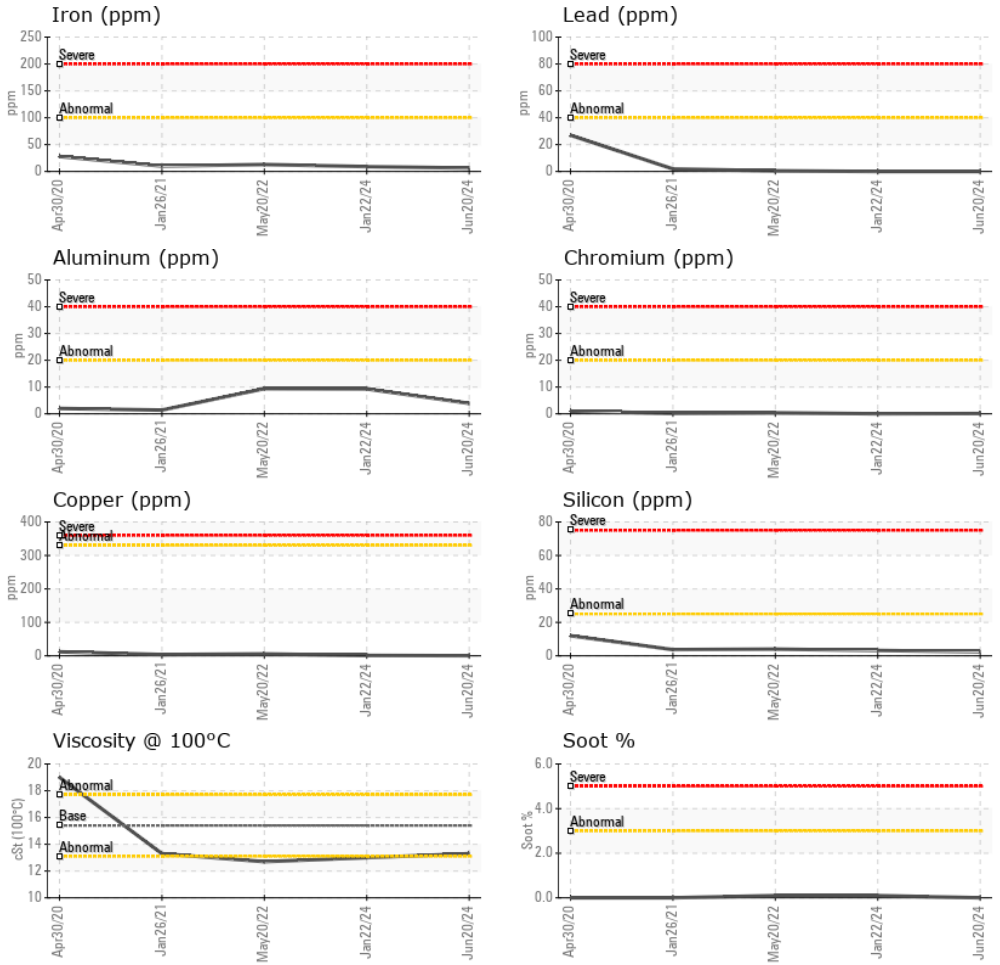 Iron (ppm)
250
200
150
100
50
0
ppm
Severe
Abnormal
Apr30/20
Jan26/21
May20/22
Jan22/24
Jun20/24
Lead (ppm)
100
80
60
40
20
0
ppm
Severe
Abnormal
Apr30/20
Jan26/21
May20/22
Jan22/24
Jun20/24
Aluminum (ppm)
50
40
30
20
10
0
ppm
Severe
Abnormal
Apr30/20
Jan26/21
May20/22
Jan22/24
Jun20/24
Chromium (ppm)
50
40
30
20
10
0
ppm
Severe
Abnormal
Apr30/20
Jan26/21
May20/22
Jan22/24
Jun20/24
Copper (ppm)
400
300
200
100
0
ppm
Severe
Abnormal
Apr30/20
Jan26/21
May20/22
Jan22/24
Jun20/24
Silicon (ppm)
80
60
40
20
0
ppm
Severe
Abnormal
Apr30/20
Jan26/21
May20/22
Jan22/24
Jun20/24
Viscosity @ 100°C
20
18
16
14
12
10
cSt (100°C)
Abnormal
Base
Abnormal
Apr30/20
Jan26/21
May20/22
Jan22/24
Jun20/24
Soot %
6.0
4.0
2.0
0.0
Soot %
Severe
Abnormal
Apr30/20
Jan26/21
May20/22
Jan22/24
Jun20/24